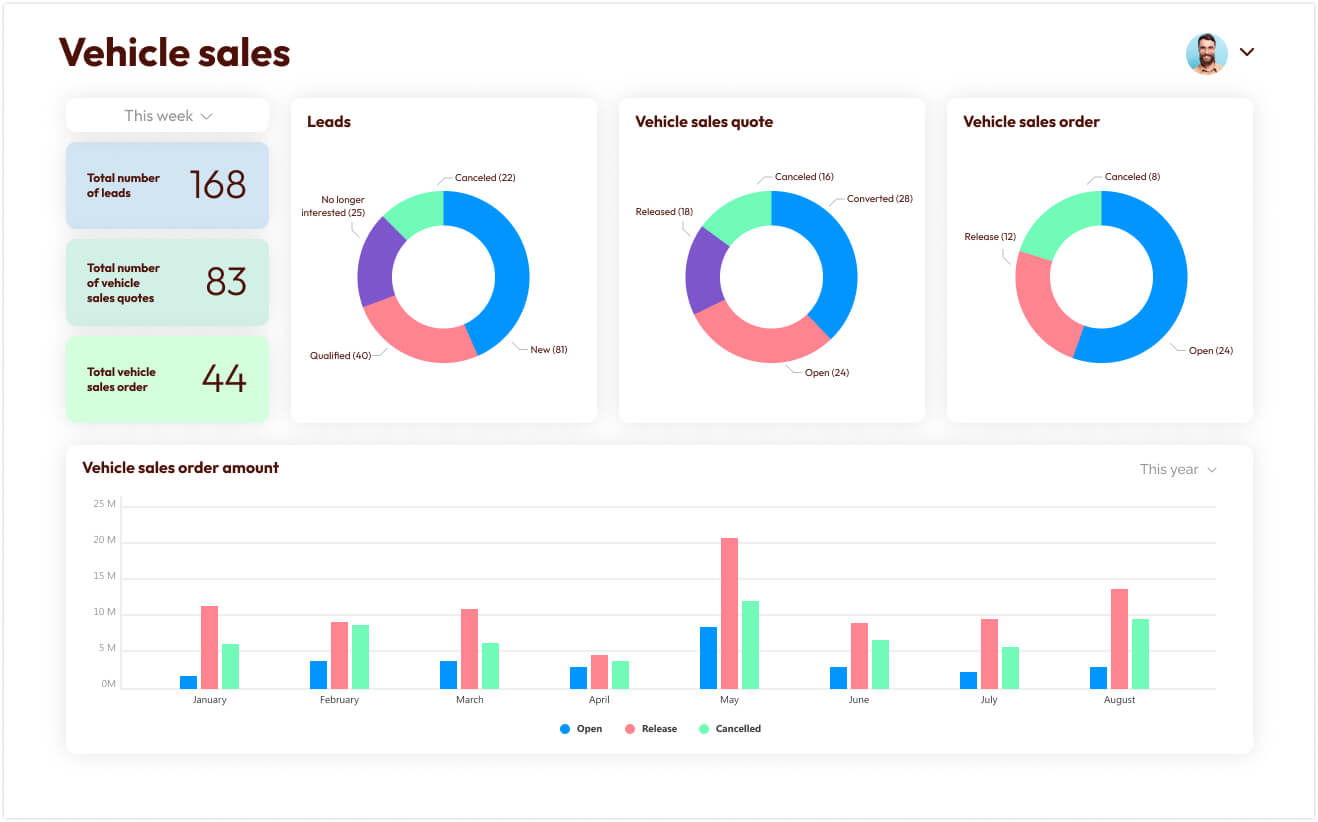 Vehicle sales
This week
Total number
of leads
168
Total number
of vehicle
sales quotes
83
Total vehicle
sales order
44
Leads
Canceled (22)
No longer
interested (25)
Qualified (40)
New (81)
Vehicle sales quote
Canceled (16)
Converted (28)
Released (18)
Open (24)
Vehicle sales order
Canceled (8)
Release (12)
Open (24)
Vehicle sales order amount
This year
25 M
20 M
15 M
10 M
5 M
0M
January February March April May June July August
Open Release Cancelled